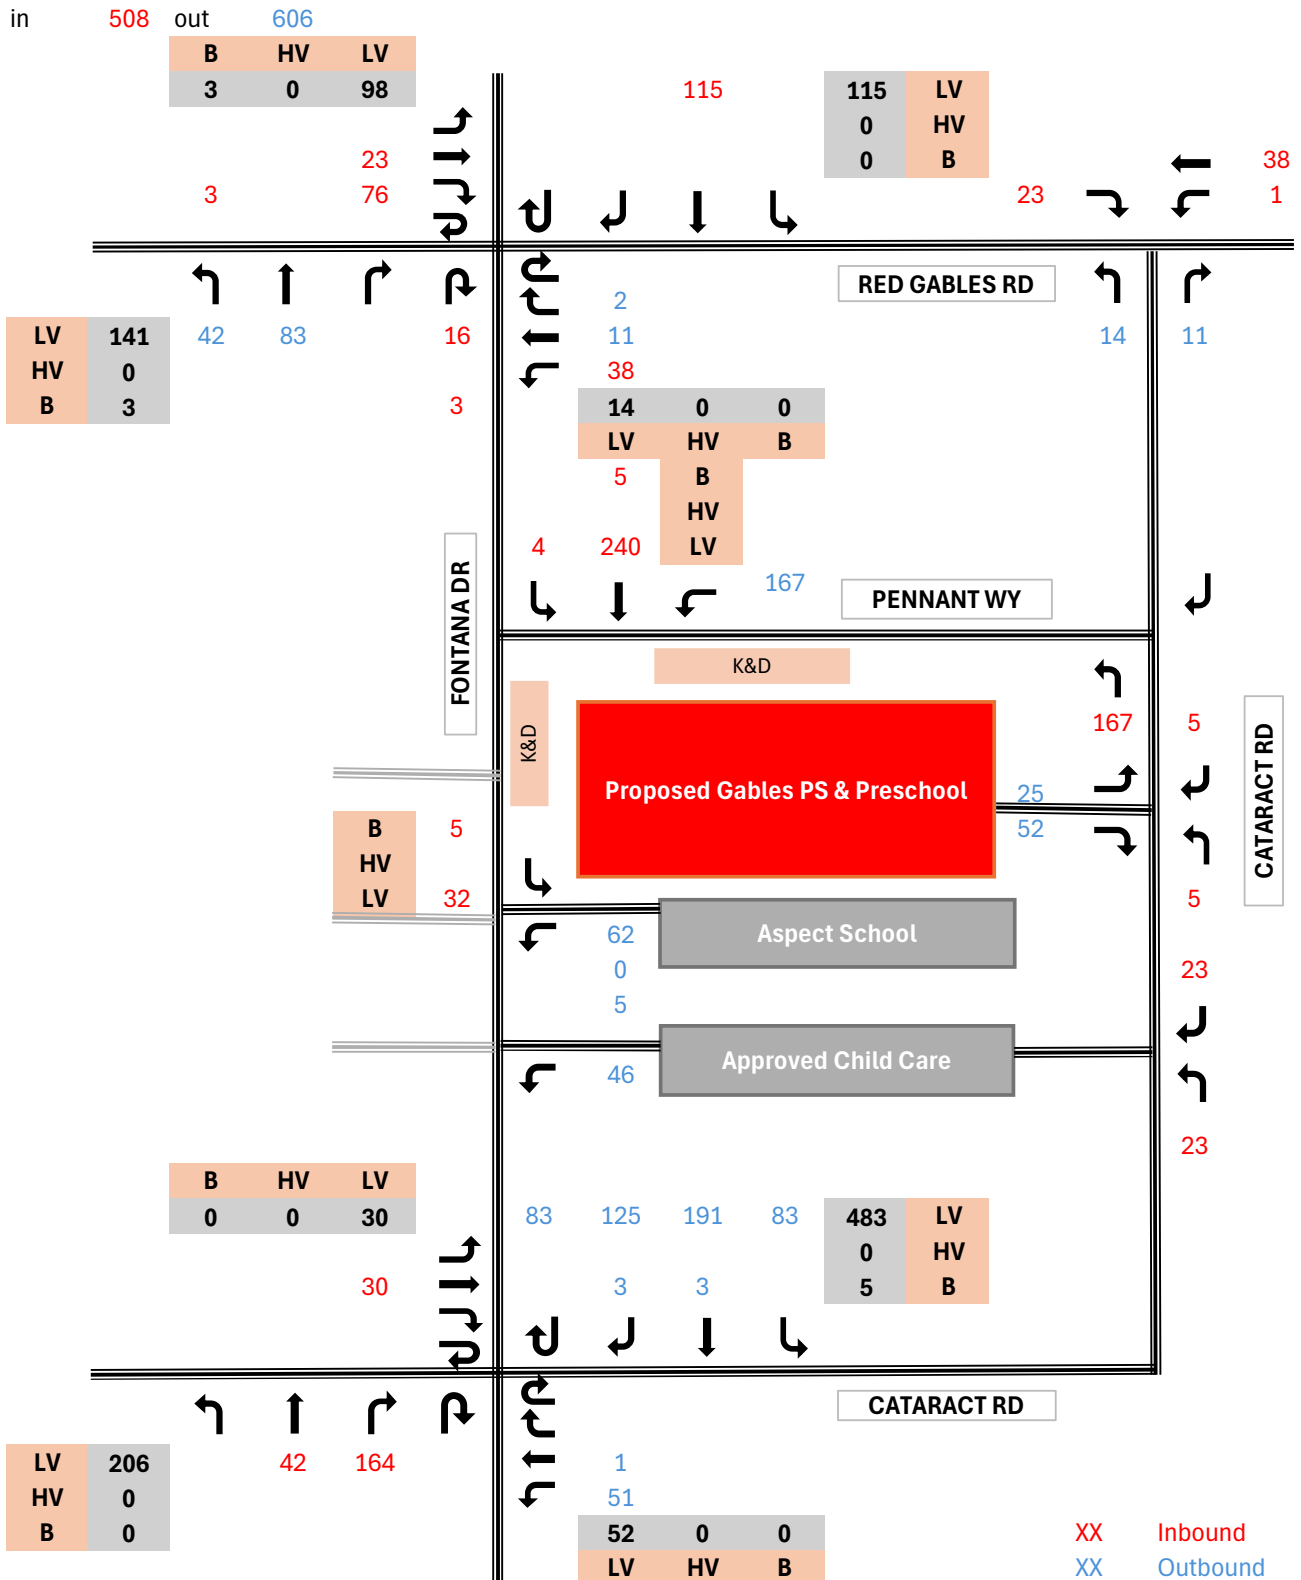 in 508 out 606
B HV LV
3 0 98
115 115 LV
0 HV
23 0 B 38
3 76 23 1
RED GABLES RD
2
LV 141 42 83 16 11 14 11
HV 0 38
B 3 3 14 0 0
LV HV B
5 B
HV
4 240 LV
167
PENNANT WY
FONTANA DR
K&D
K&D
167 5
CATARACT RD
Proposed Gables PS & Preschool 25
B 5 52
HV
LV 32 5
62 Aspect School
0 23
5
Approved Child Care
46
23
B HV LV
0 0 30 83 125 191 83 483 LV
0 HV
30 3 3 5 B
CATARACT RD
LV 206 42 164 1
HV 0 51
B 0 52 0 0 XX Inbound
LV HV B XX Outbound